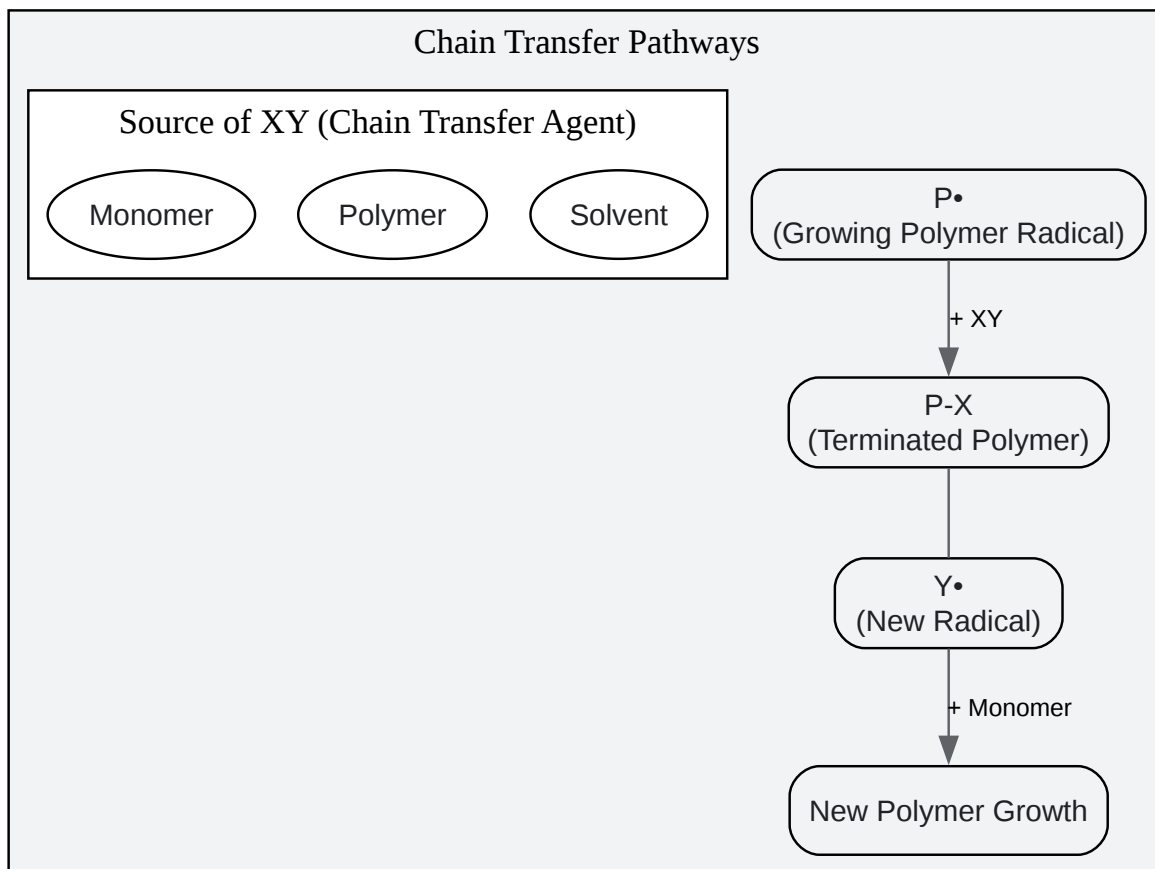 Chain Transfer Pathways
Source of XY (Chain Transfer Agent)
Monomer
Polymer
Solvent
P•
(Growing Polymer Radical)
+ XY
P-X
(Terminated Polymer)
Y•
(New Radical)
+ Monomer
New Polymer Growth